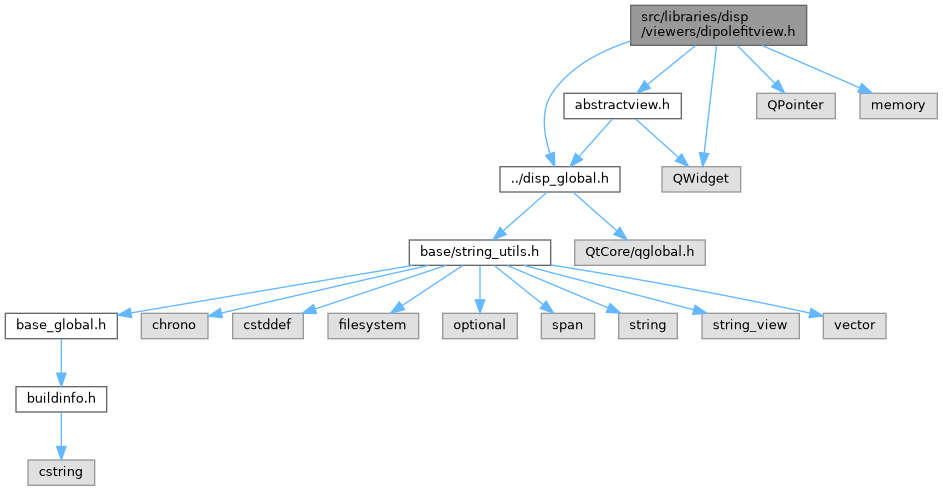 src/libraries/disp
/viewers/dipolefitview.h
abstractview.h
QPointer
memory
../disp_global.h
QWidget
base/string_utils.h
QtCore/qglobal.h
base_global.h
chrono
cstddef
filesystem
optional
span
string
string_view
vector
buildinfo.h
cstring